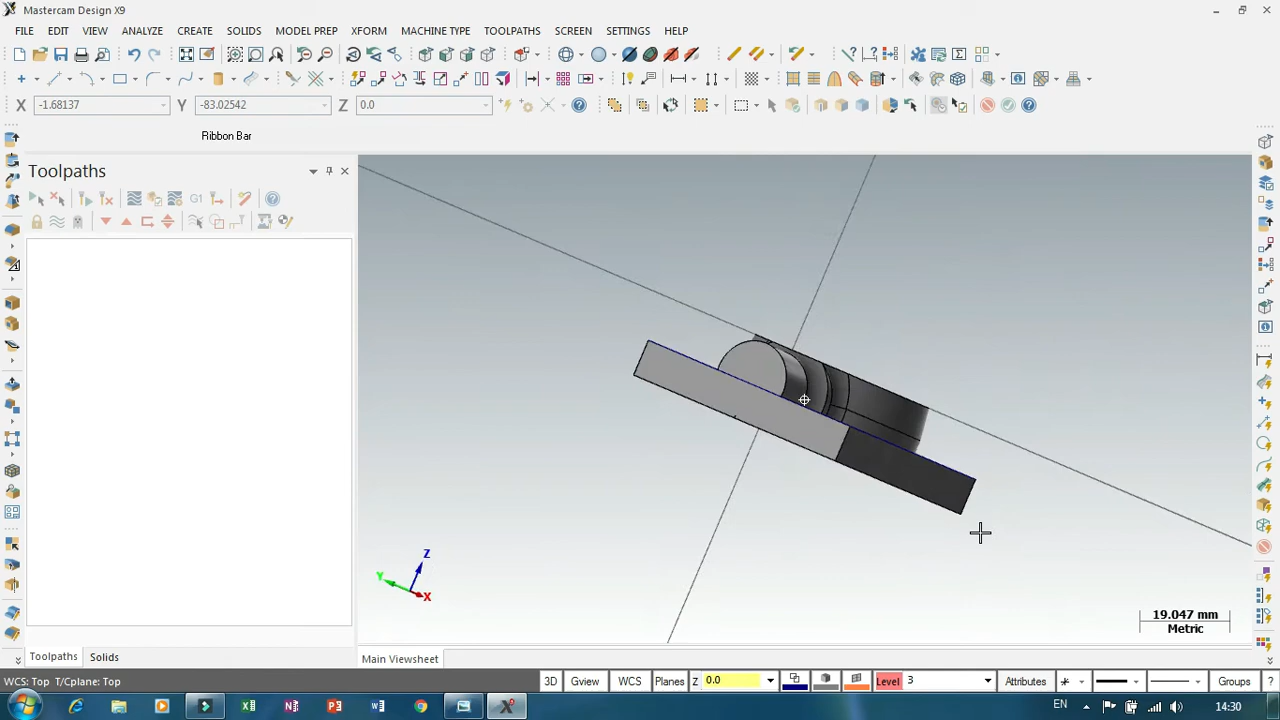 Mastercam Design X9
FILE EDIT VIEW ANALYZE CREATE SOLIDS MODEL PREP XFORM MACHINE TYPE TOOLPATHS SCREEN SETTINGS HELP
X -1.68137 Y -83.02542 Z 0.0
Ribbon Bar
Toolpaths
G1
Z
Y
X
19.047 mm
Metric
Toolpaths Solids
Main Viewsheet
WCS: Top T/Cplane: Top
3D Gview WCS Planes Z 0.0 Level 3 Attributes Groups
EN 14:30